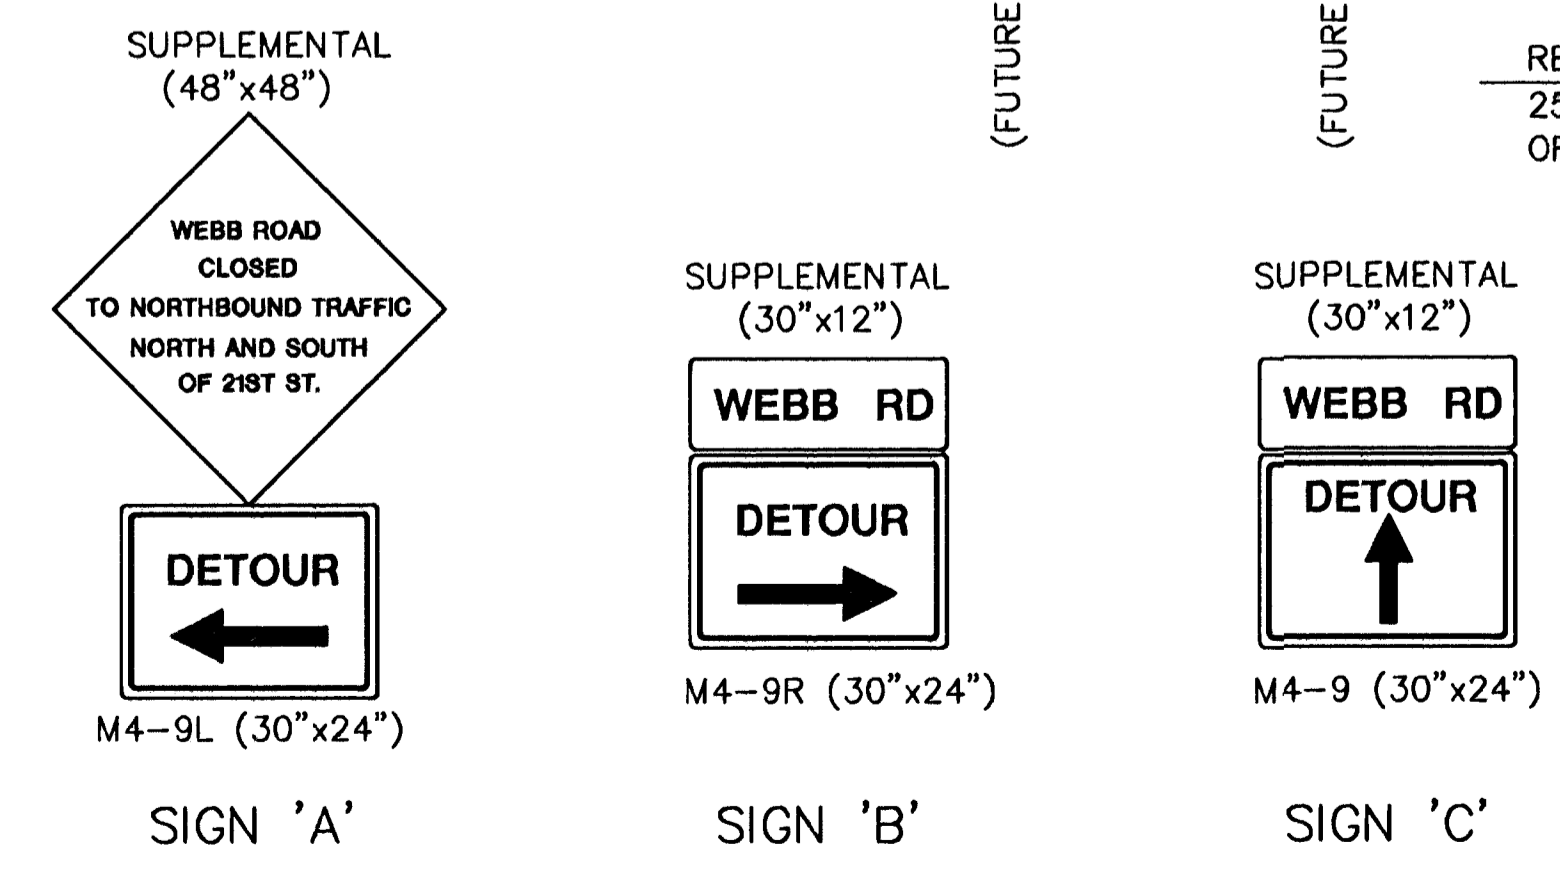 SUPPLEMENTAL
(48"x48")
WEBB ROAD
CLOSED
TO NORTHBOUND TRAFFIC
NORTH AND SOUTH
OF 21ST ST.
DETOUR
M4-9L (30"x24")
SIGN 'A'
(FUTURE
(FUTURE
SUPPLEMENTAL
(30"x12")
WEBB RD
DETOUR
M4-9R (30"x24")
SIGN 'B'
SUPPLEMENTAL
(30"x12")
WEBB RD
DETOUR
M4-9 (30"x24")
SIGN 'C'